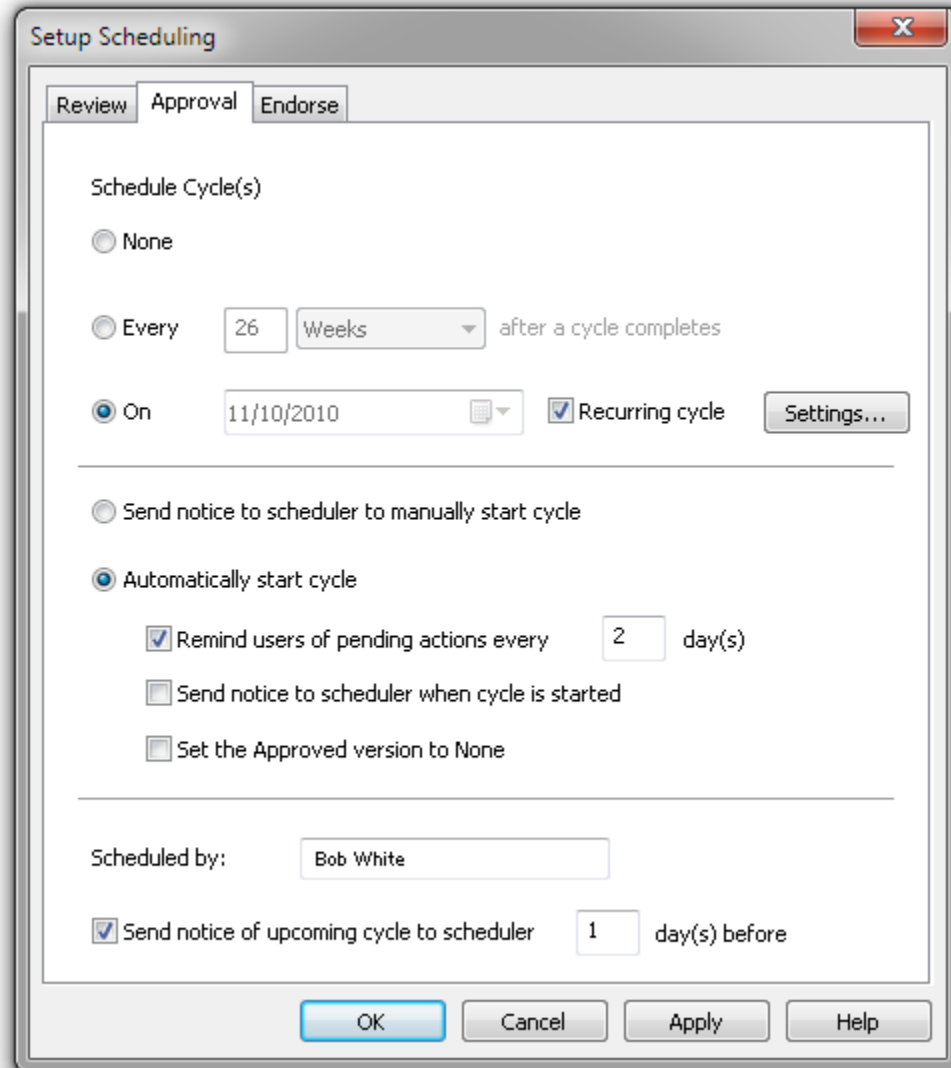 Setup Scheduling
Review Approval Endorse
Schedule Cycle(s)
None
Every 26 Weeks after a cycle completes
On 11/10/2010 Recurring cycle Settings...
Send notice to scheduler to manually start cycle
Automatically start cycle
Remind users of pending actions every 2 day(s)
Send notice to scheduler when cycle is started
Set the Approved version to None
Scheduled by: Bob White
Send notice of upcoming cycle to scheduler 1 day(s) before
OK Cancel Apply Help